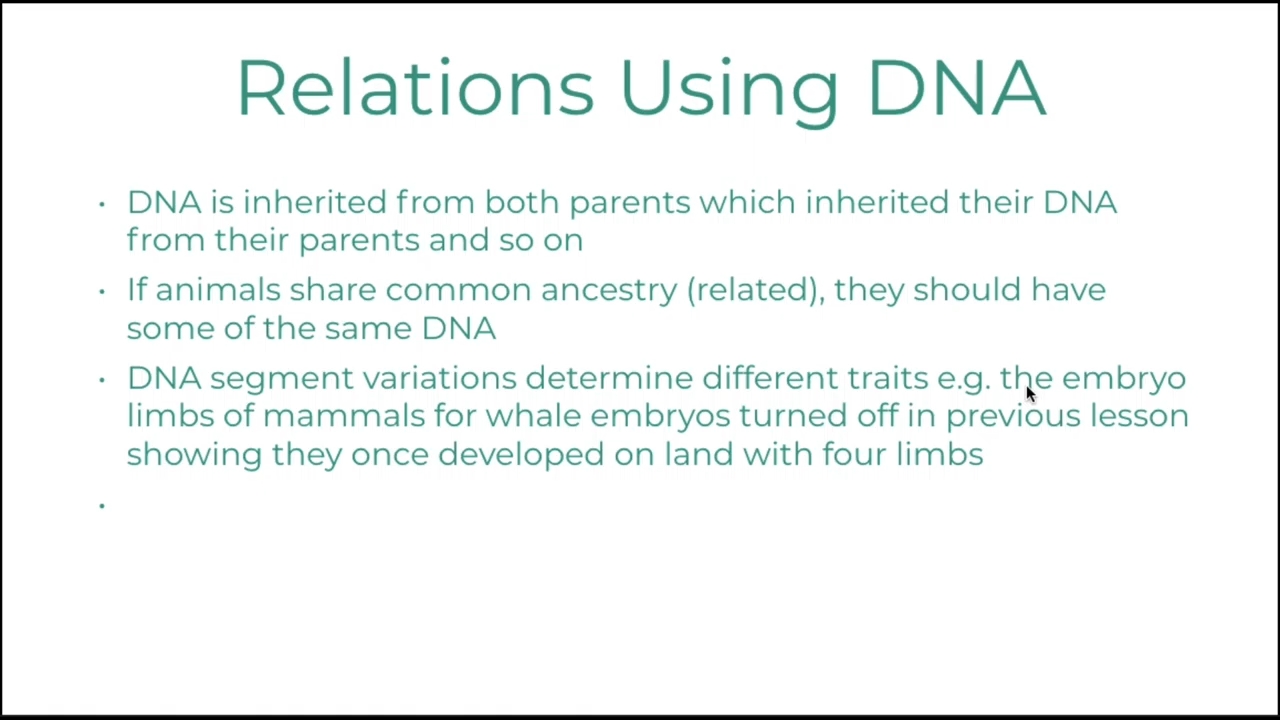 Relations Using DNA
• DNA is inherited from both parents which inherited their DNA
from their parents and so on
• If animals share common ancestry (related), they should have
some of the same DNA
• DNA segment variations determine different traits e.g. the embryo
limbs of mammals for whale embryos turned off in previous lesson
showing they once developed on land with four limbs
•